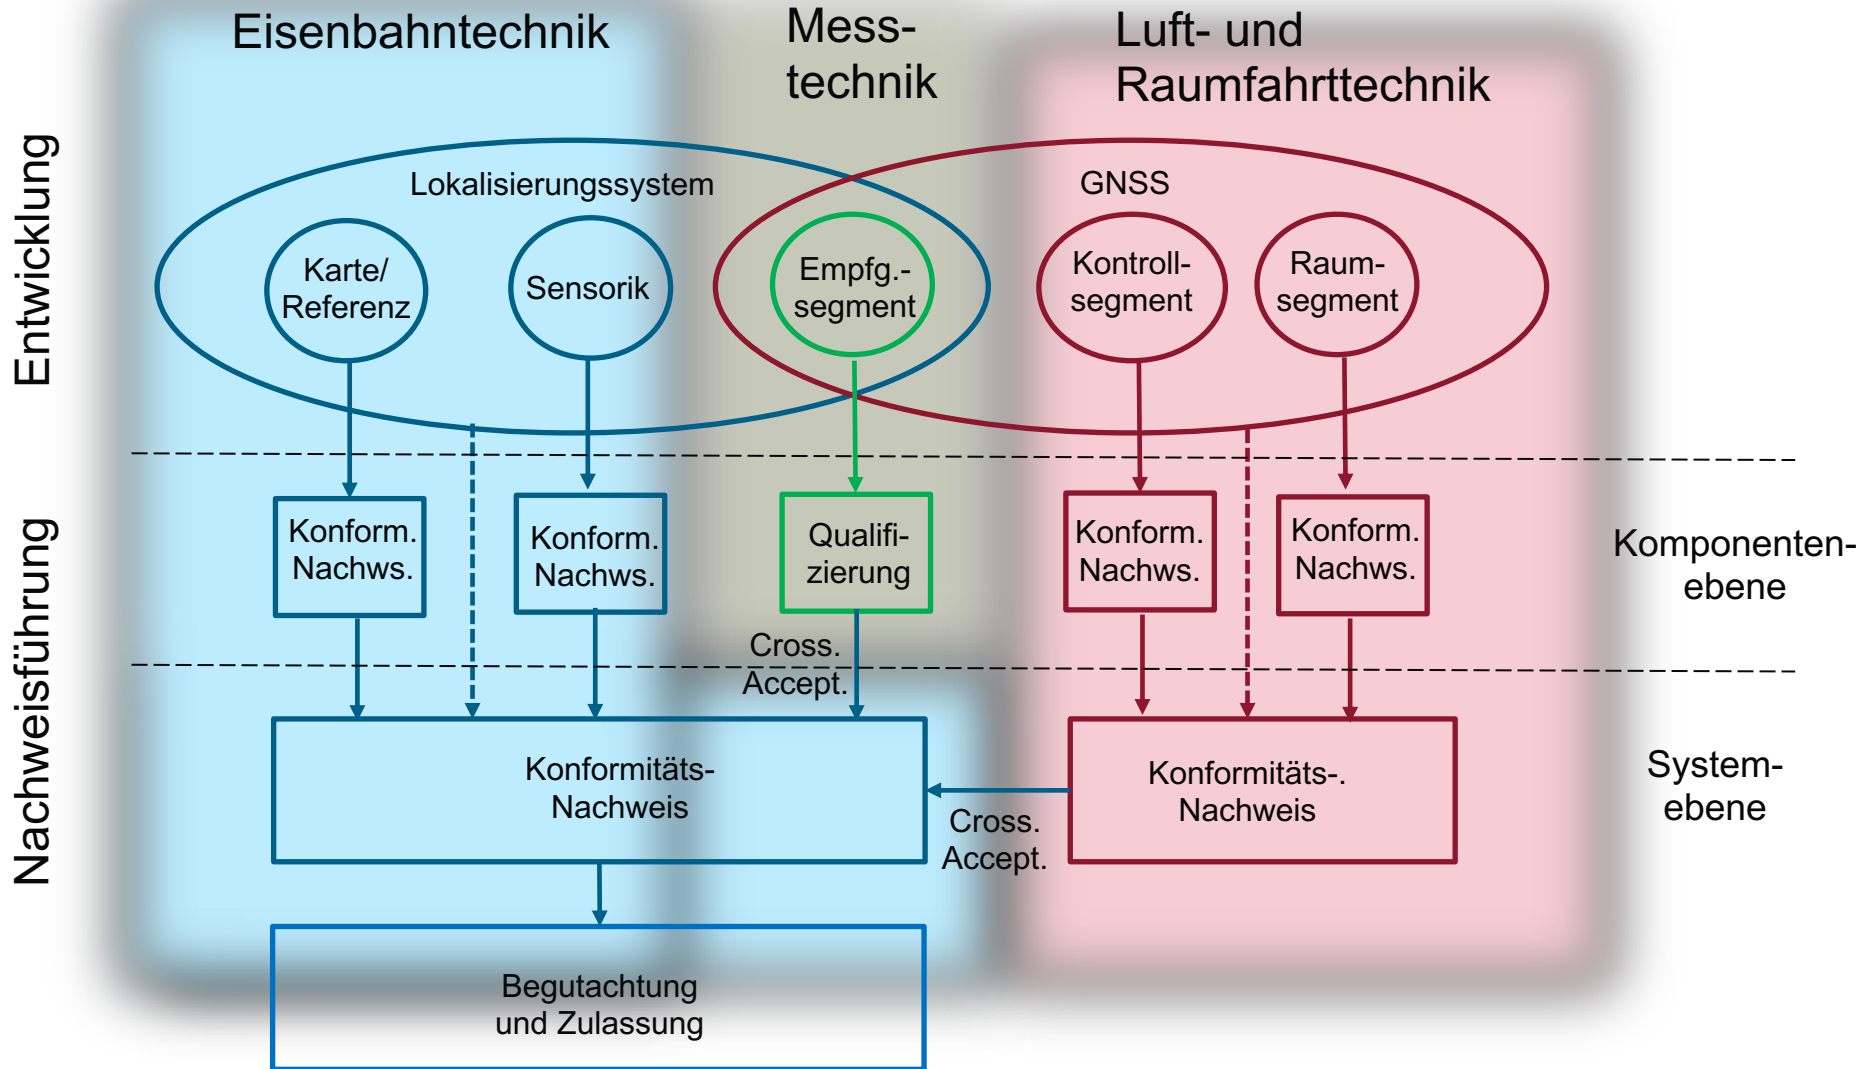 Eisenbahntechnik
Mess-
technik
Luft- und
Raumfahrttechnik
Entwicklung
Lokalisierungssystem
GNSS
Karte/
Referenz
Sensorik
Empfg.-
segment
Kontroll-
segment
Raum-
segment
Nachweisführung
Konform.
Nachws.
Konform.
Nachws.
Qualifi-
zierung
Konform.
Nachws.
Konform.
Nachws.
Komponenten-
ebene
Cross.
Accept.
Konformitäts-
Nachweis
Cross.
Accept.
Konformitäts-.
Nachweis
System-
ebene
Begutachtung
und Zulassung